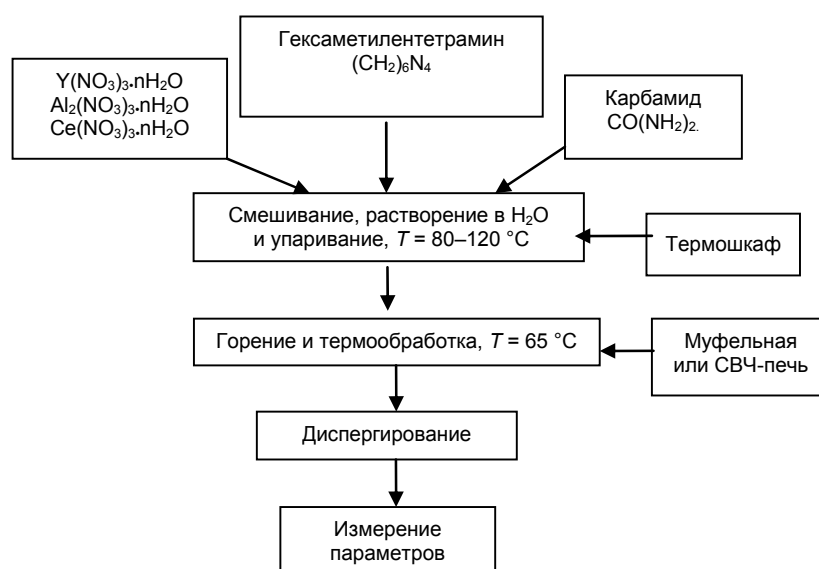 Гексаметилентетрамин
(CH₂)₆N₄
Y(NO₃)₃.nH₂O
Al₂(NO₃)₃.nH₂O
Ce(NO₃)₃.nH₂O
Карбамид
CO(NH₂)₂.
Смешивание, растворение в H₂O
и упаривание, T = 80–120 °C
Термошкаф
Горение и термообработка, T = 65 °C
Муфельная
или СВЧ-печь
Диспергирование
Измерение
параметров